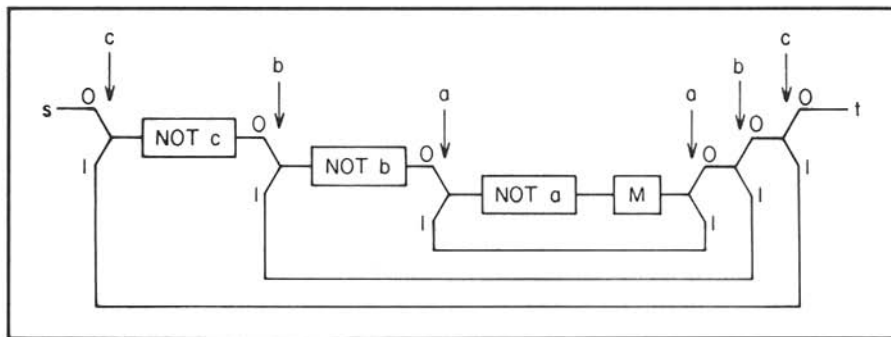 c c
b b
a a
s O NOT c O NOT b O NOT a M O O O t
I I I I I I